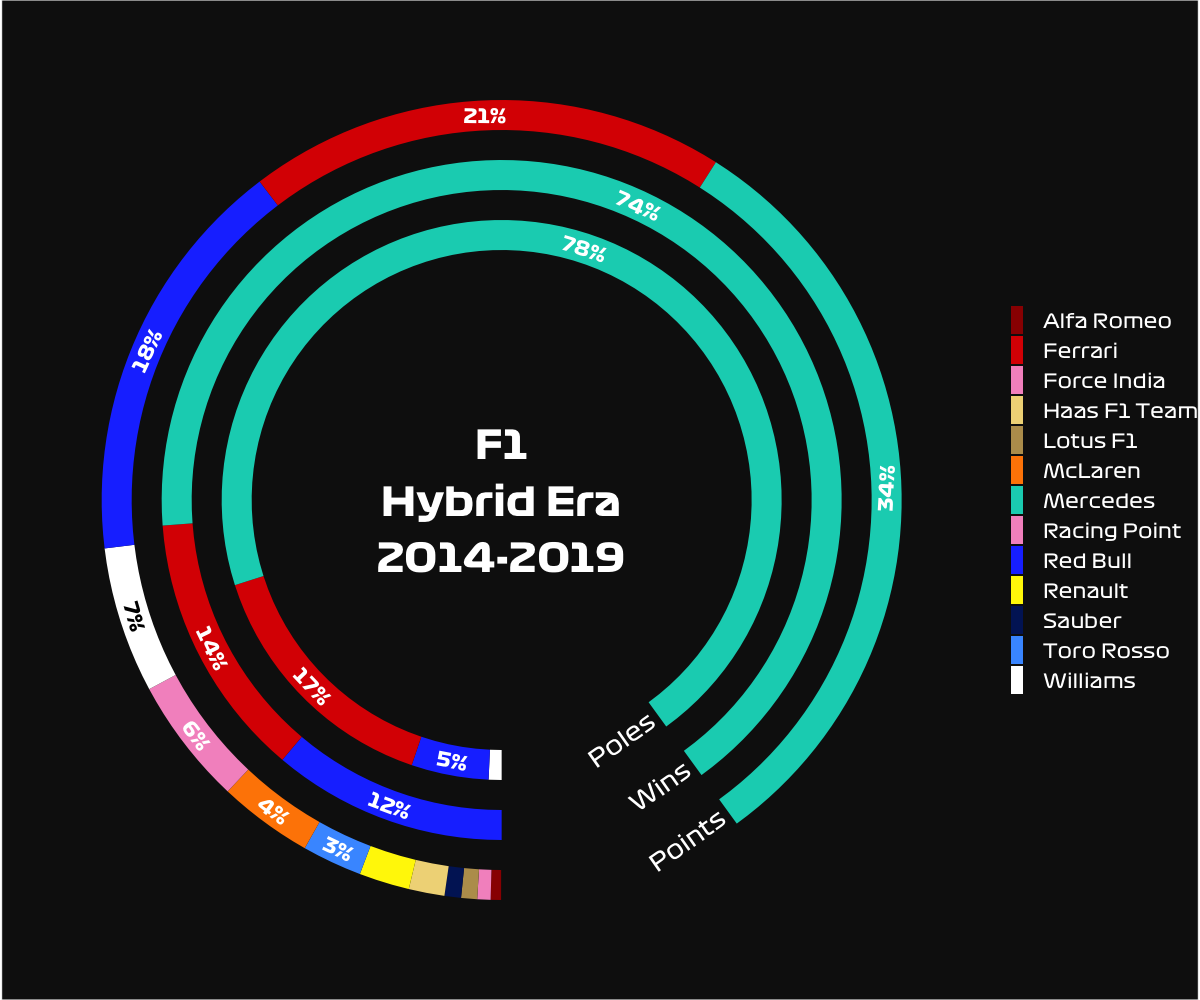 21%
74%
78%
18%
34%
7%
14%
17%
6%
5%
12%
4%
3%
F1
Hybrid Era
2014-2019
Poles
Wins
Points
Alfa Romeo
Ferrari
Force India
Haas F1 Team
Lotus F1
McLaren
Mercedes
Racing Point
Red Bull
Renault
Sauber
Toro Rosso
Williams